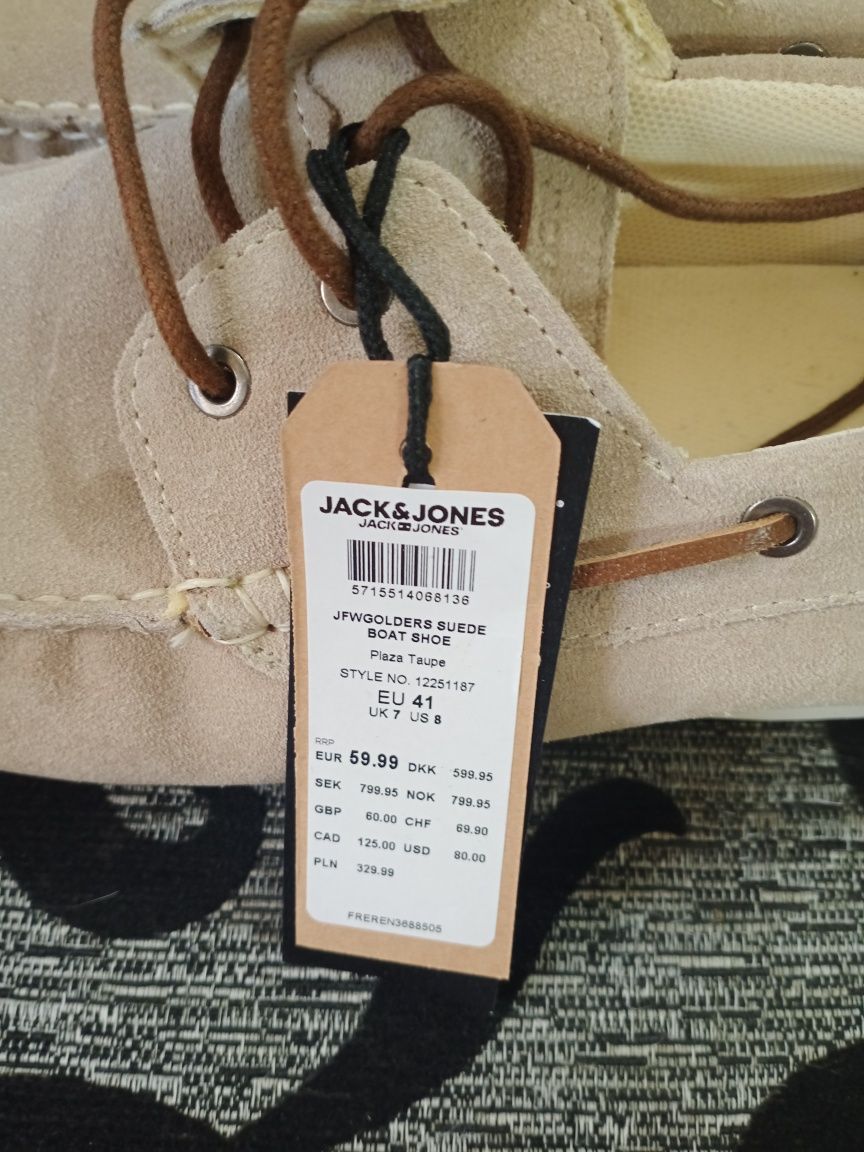 JACK&JONES
JACK JONES
5715514068136
JFWGOLDERS SUEDE
BOAT SHOE
Plaza Taupe
STYLE NO. 12251187
EU 41
UK 7 US 8
RRP
EUR 59.99 DKK 599.95
SEK 799.95 NOK 799.95
GBP 60.00 CHF 69.90
CAD 125.00 USD 80.00
PLN 329.99
FREREN3688505